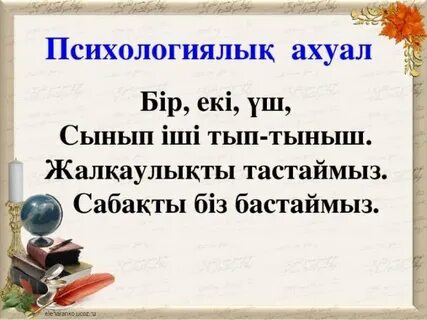 Психологиялық ахуал
Бір, екі, үш,
Сынып іші тып-тыныш.
Жалқаулықты тастаймыз.
Сабақты біз бастаймыз.